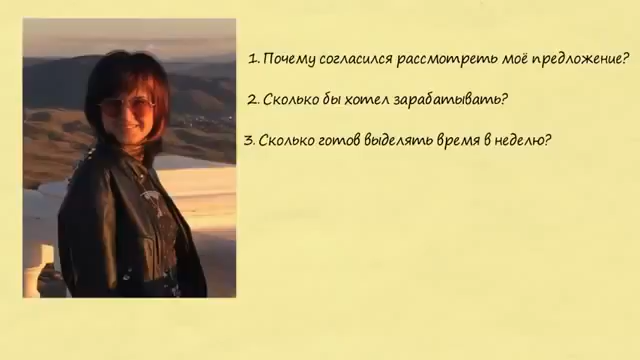 1. Почему согласился рассмотреть моё предложение?
2. Сколько бы хотел зарабатывать?
3. Сколько готов выделять время в неделю?